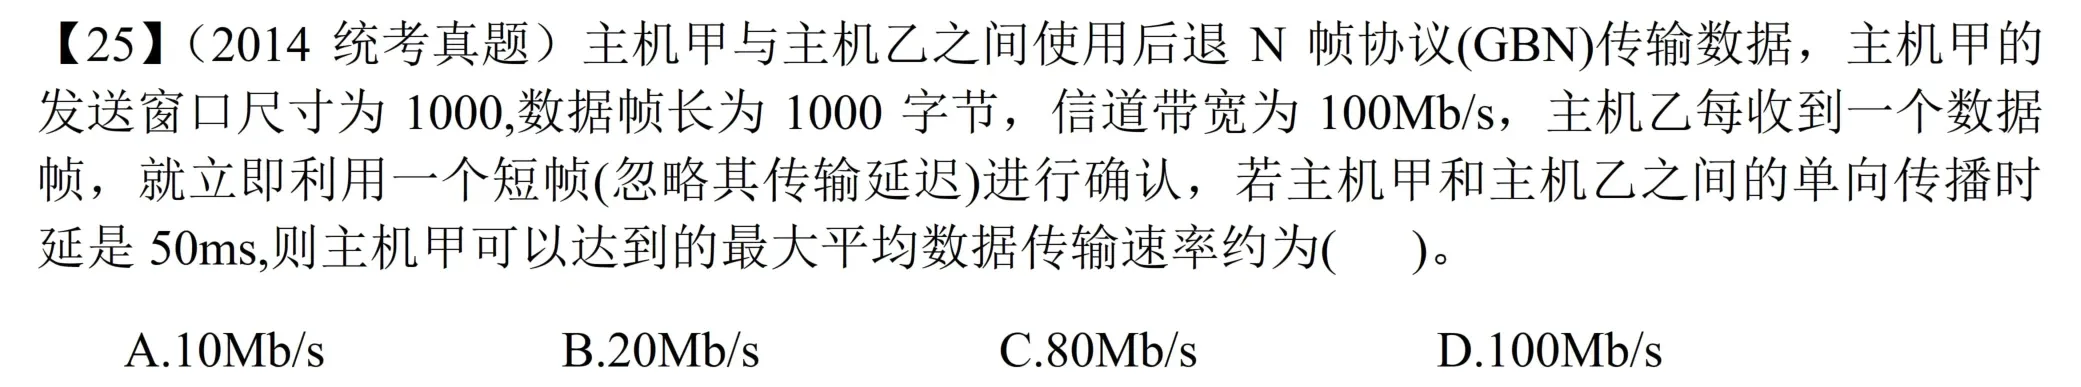 【25】（2014 统考真题）主机甲与主机乙之间使用后退 N 帧协议(GBN)传输数据，主机甲的
发送窗口尺寸为 1000,数据帧长为 1000 字节，信道带宽为 100Mb/s，主机乙每收到一个数据
帧，就立即利用一个短帧(忽略其传输延迟)进行确认，若主机甲和主机乙之间的单向传播时
延是 50ms,则主机甲可以达到的最大平均数据传输速率约为(    )。
A.10Mb/s    B.20Mb/s    C.80Mb/s    D.100Mb/s